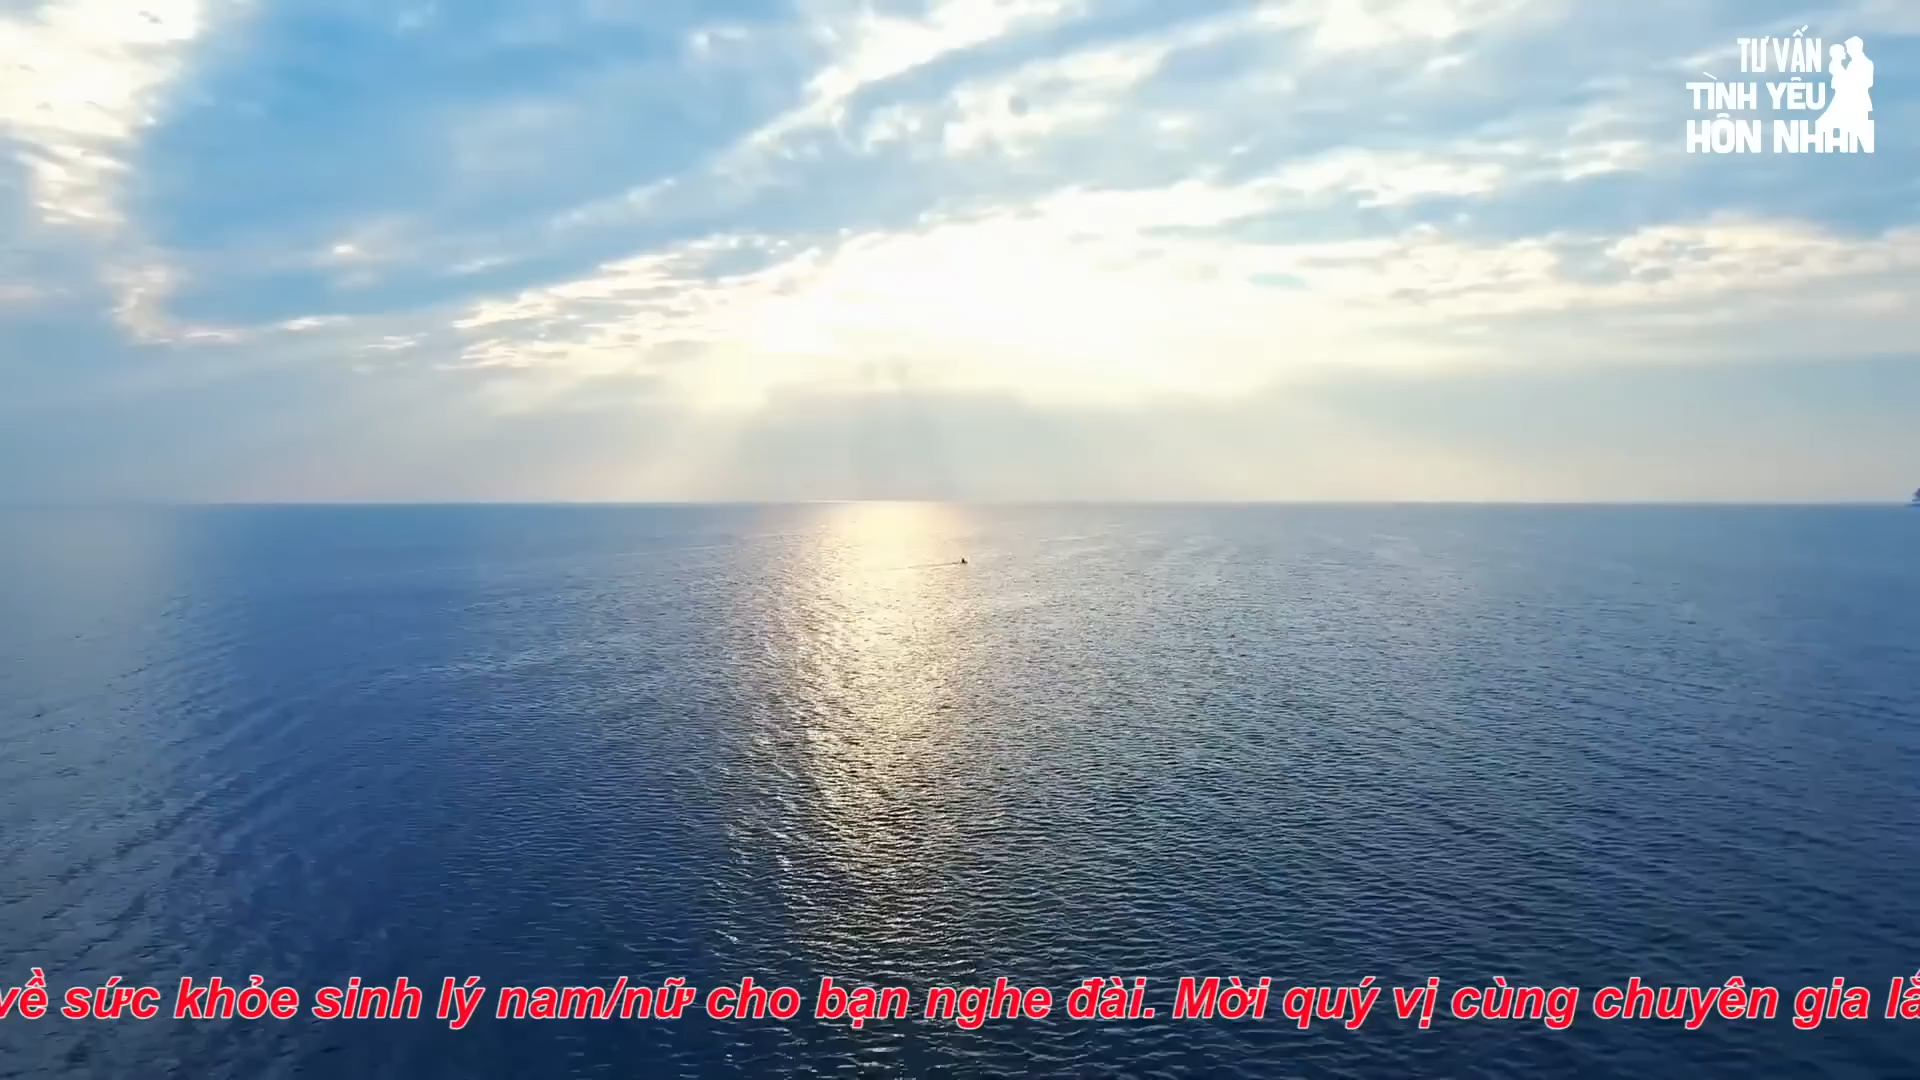 TƯ VẤN
TÌNH YÊU
HÔN NHÂN
về sức khỏe sinh lý nam/nữ cho bạn nghe đài. Mời quý vị cùng chuyên gia